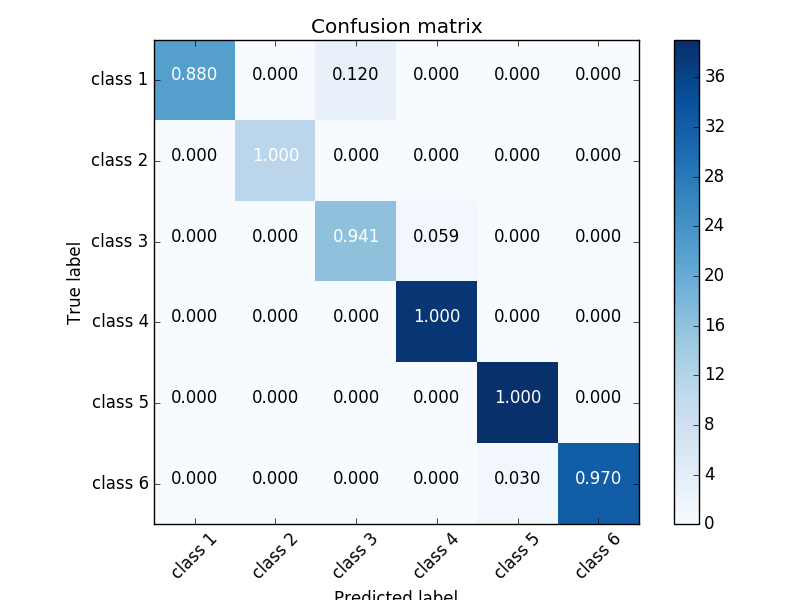 Confusion matrix
class 1 0.880 0.000 0.120 0.000 0.000 0.000
class 2 0.000 1.000 0.000 0.000 0.000 0.000
class 3 0.000 0.000 0.941 0.059 0.000 0.000
class 4 0.000 0.000 0.000 1.000 0.000 0.000
class 5 0.000 0.000 0.000 0.000 1.000 0.000
class 6 0.000 0.000 0.000 0.000 0.030 0.970
True label
class 1 class 2 class 3 class 4 class 5 class 6
Predicted label
36
32
28
24
20
16
12
8
4
0